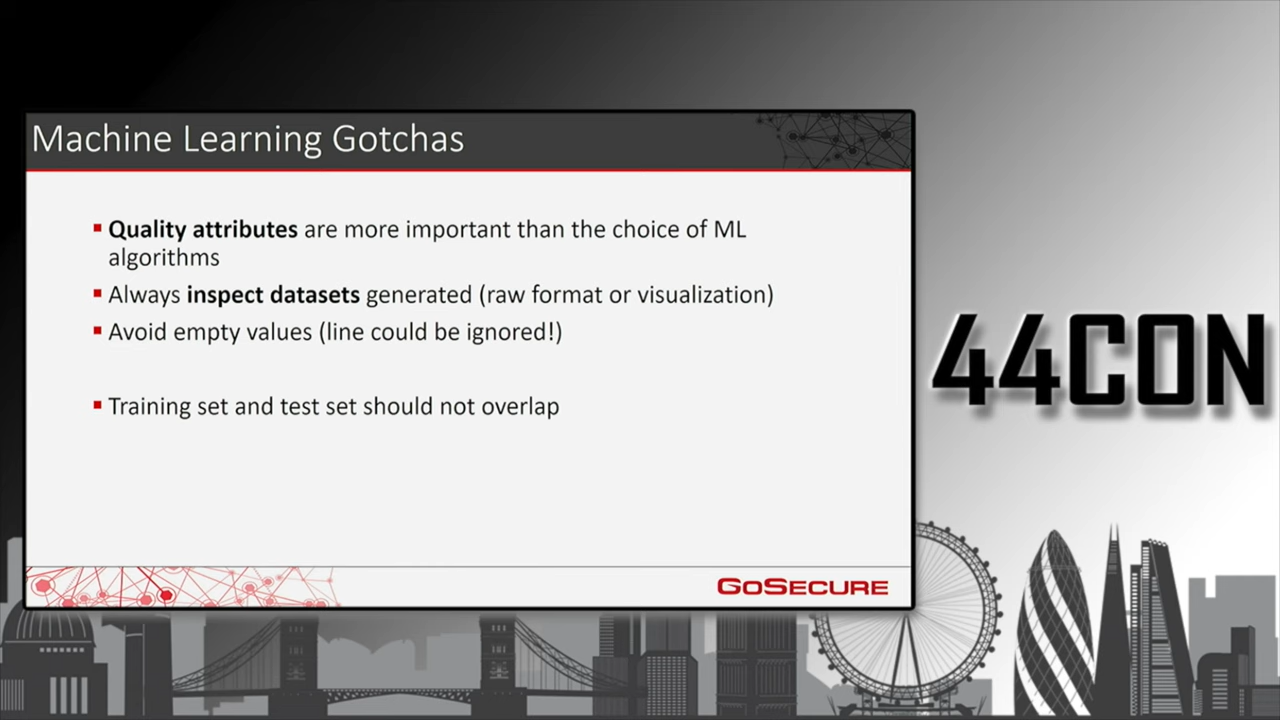 Machine Learning Gotchas
Quality attributes are more important than the choice of ML
algorithms
Always inspect datasets generated (raw format or visualization)
Avoid empty values (line could be ignored!)
Training set and test set should not overlap
GOSECURE
44CON